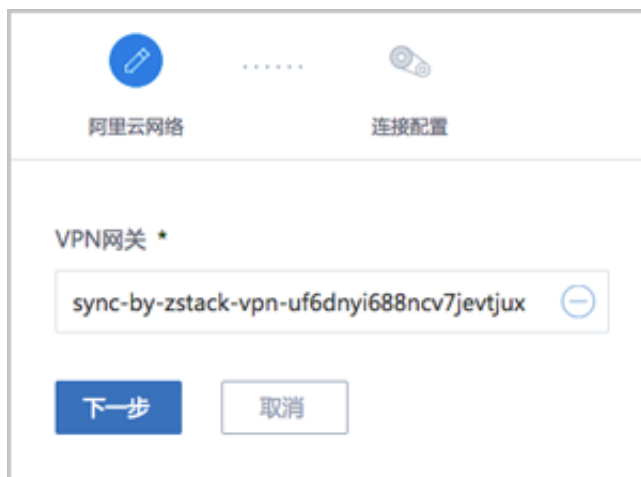 阿里云网络
连接配置
VPN网关 *
sync-by-zstack-vpn-uf6dnyi688ncv7jevtjux
下一步
取消